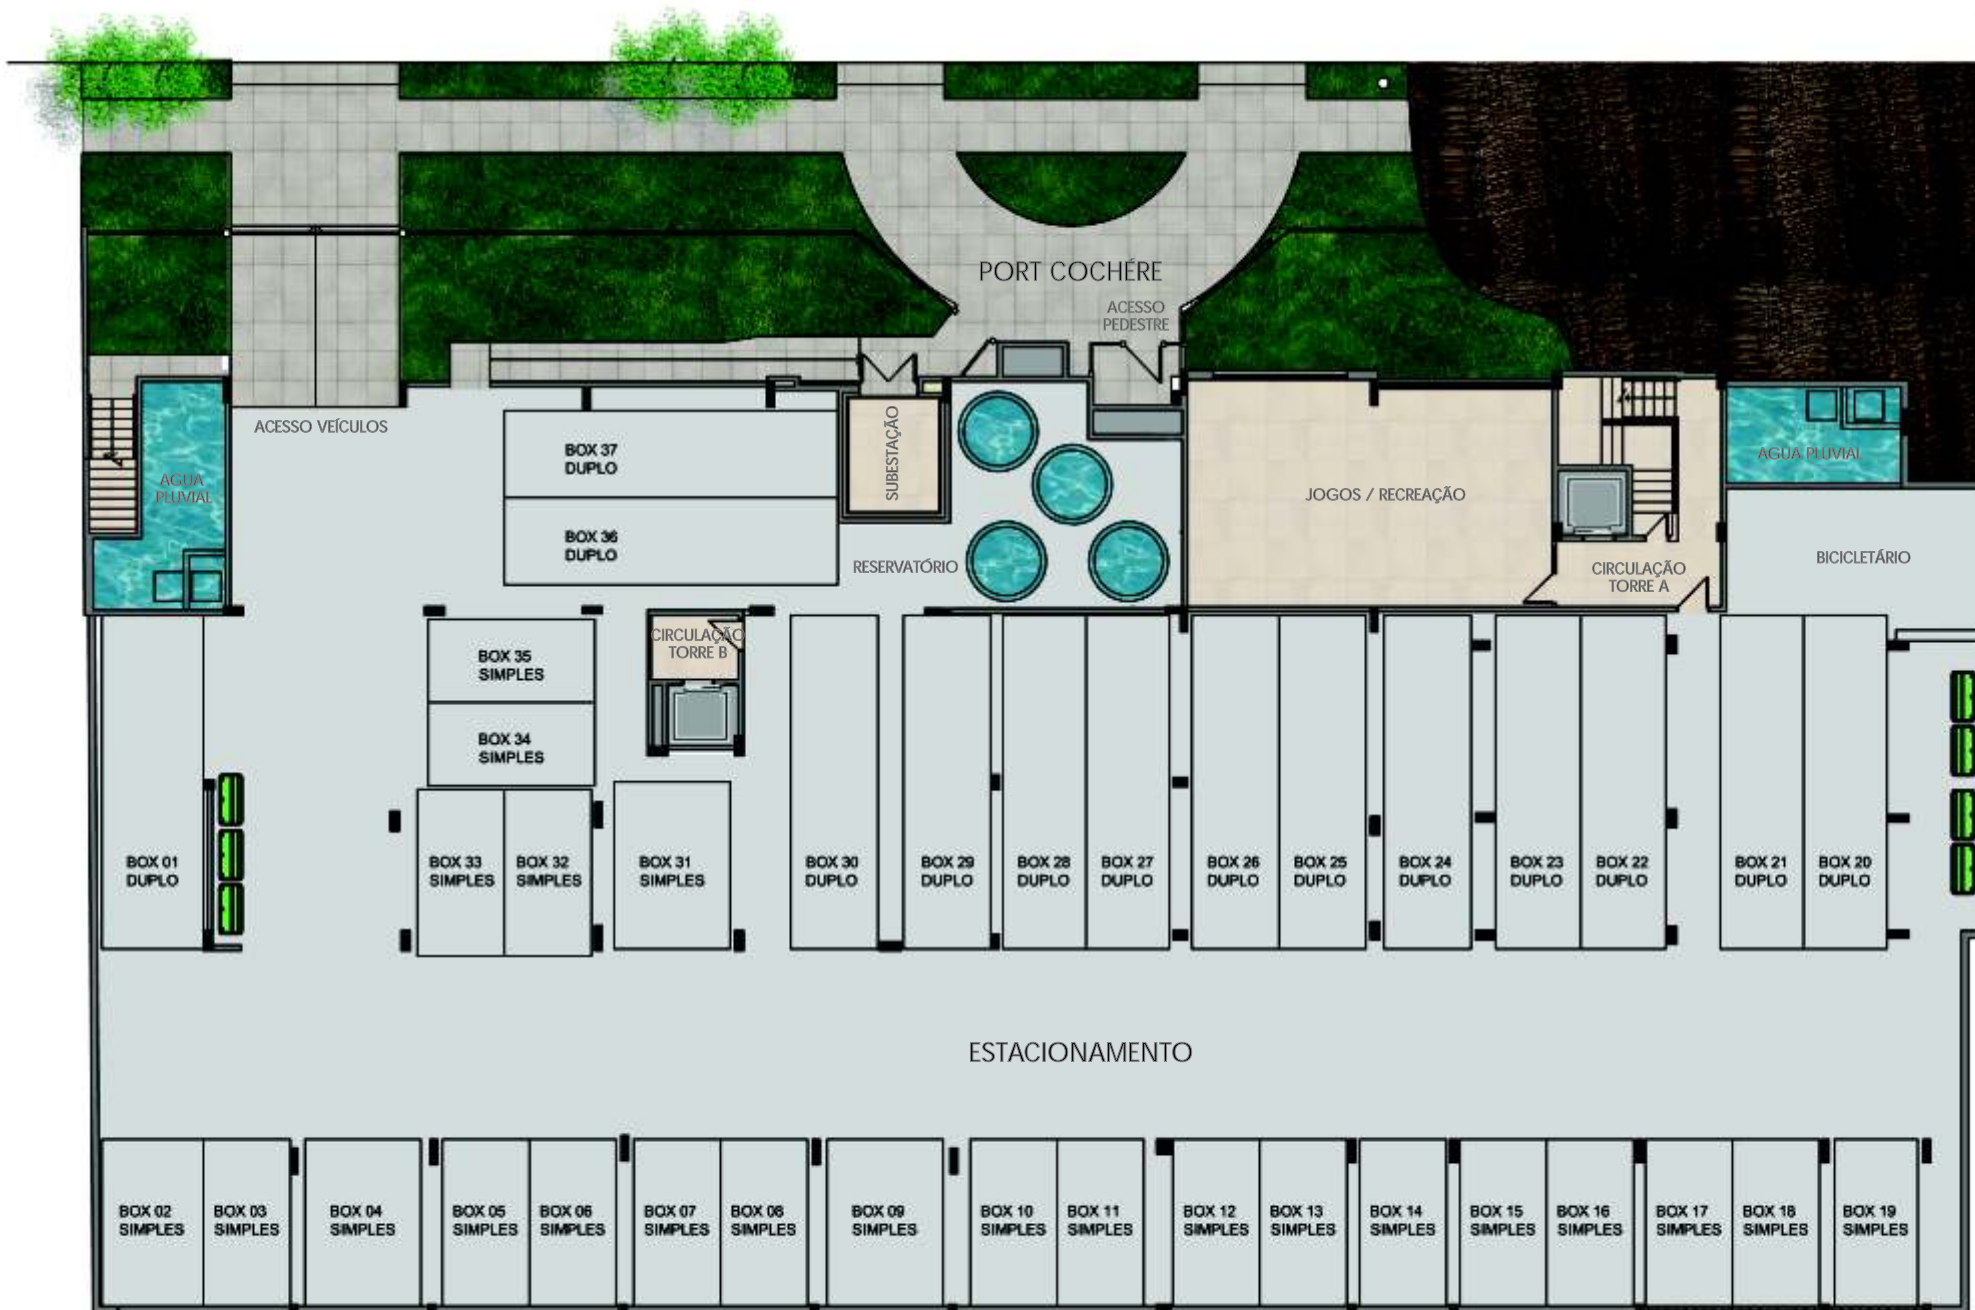 PORT COCHÉRE
ACESSO
PEDESTRE
ACESSO VEÍCULOS
BOX 37
DUPLO
SUBESTAÇÃO
AGUA
PLUVIAL
JOGOS / RECREAÇÃO
AGUA PLUVIAL
BOX 36
DUPLO
RESERVATÓRIO
CIRCULAÇÃO
TORRE A
BICICLETÁRIO
BOX 35
SIMPLES
CIRCULAÇÃO
TORRE B
BOX 34
SIMPLES
BOX 01
DUPLO
BOX 33
SIMPLES
BOX 32
SIMPLES
BOX 31
SIMPLES
BOX 30
DUPLO
BOX 29
DUPLO
BOX 28
DUPLO
BOX 27
DUPLO
BOX 26
DUPLO
BOX 25
DUPLO
BOX 24
DUPLO
BOX 23
DUPLO
BOX 22
DUPLO
BOX 21
DUPLO
BOX 20
DUPLO
ESTACIONAMENTO
BOX 02
SIMPLES
BOX 03
SIMPLES
BOX 04
SIMPLES
BOX 05
SIMPLES
BOX 06
SIMPLES
BOX 07
SIMPLES
BOX 08
SIMPLES
BOX 09
SIMPLES
BOX 10
SIMPLES
BOX 11
SIMPLES
BOX 12
SIMPLES
BOX 13
SIMPLES
BOX 14
SIMPLES
BOX 15
SIMPLES
BOX 16
SIMPLES
BOX 17
SIMPLES
BOX 18
SIMPLES
BOX 19
SIMPLES